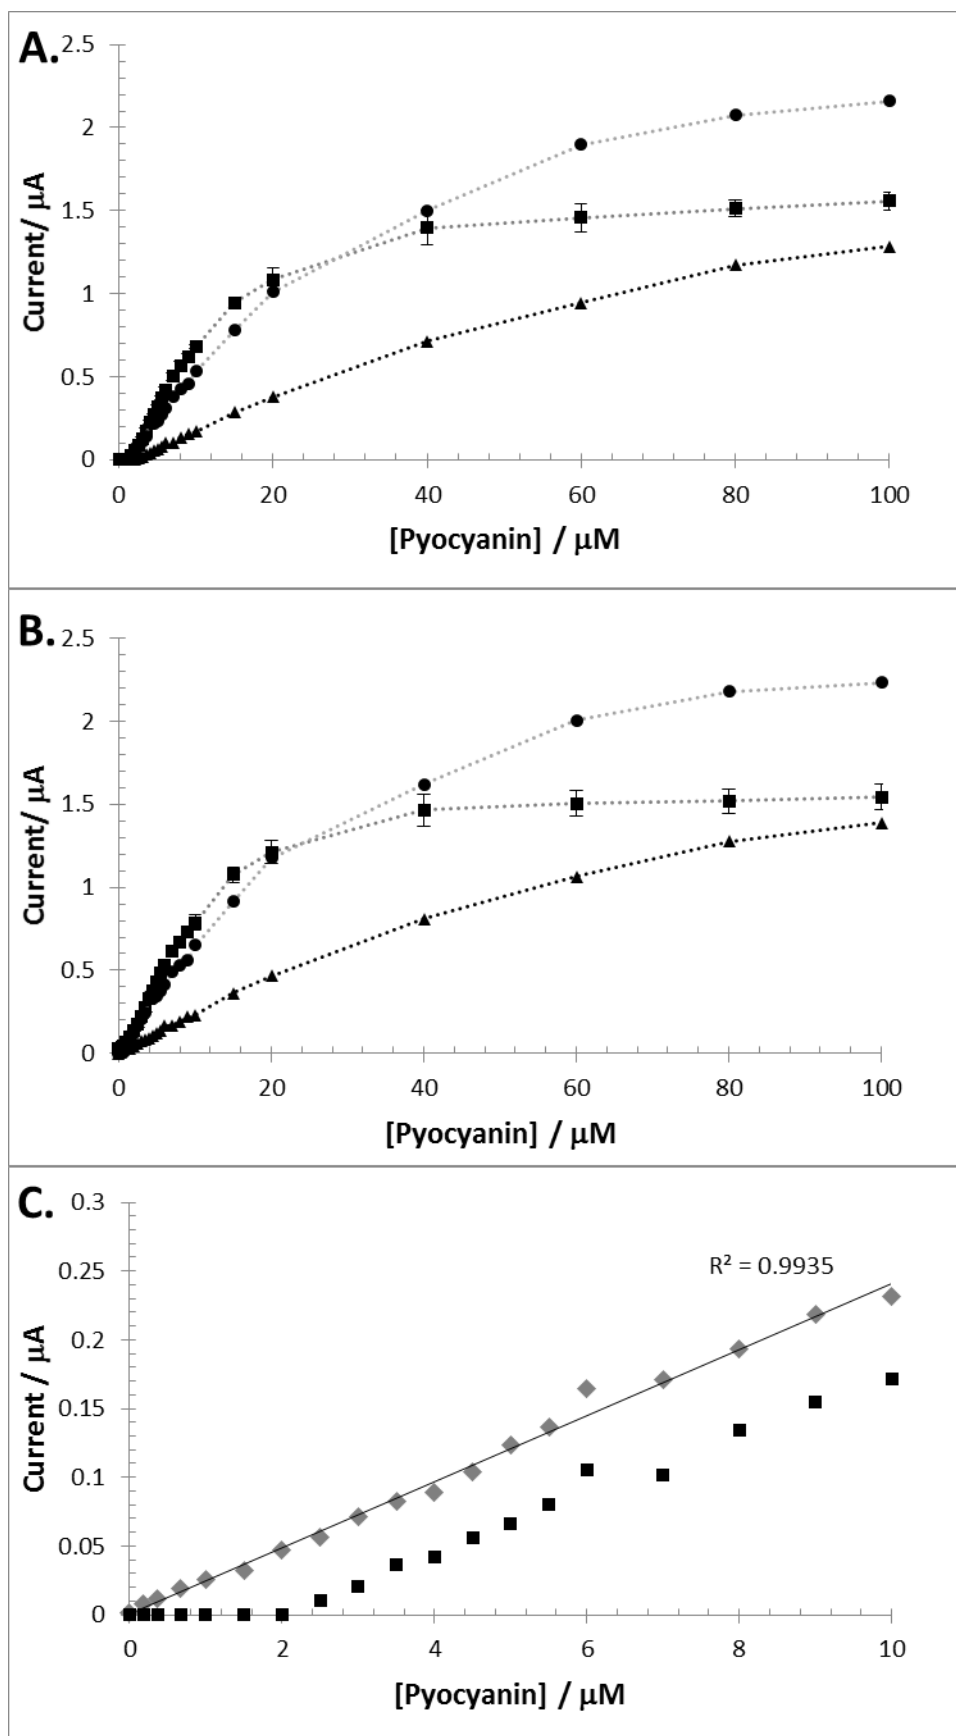 A.
2.5
2
1.5
1
0.5
0
0 20 40 60 80 100
Current/ μA
[Pyocyanin] / μM
B.
2.5
2
1.5
1
0.5
0
0 20 40 60 80 100
Current/ μA
[Pyocyanin] / μM
C.
0.3
0.25
0.2
0.15
0.1
0.05
0
0 2 4 6 8 10
Current / μA
R² = 0.9935
[Pyocyanin] / μM